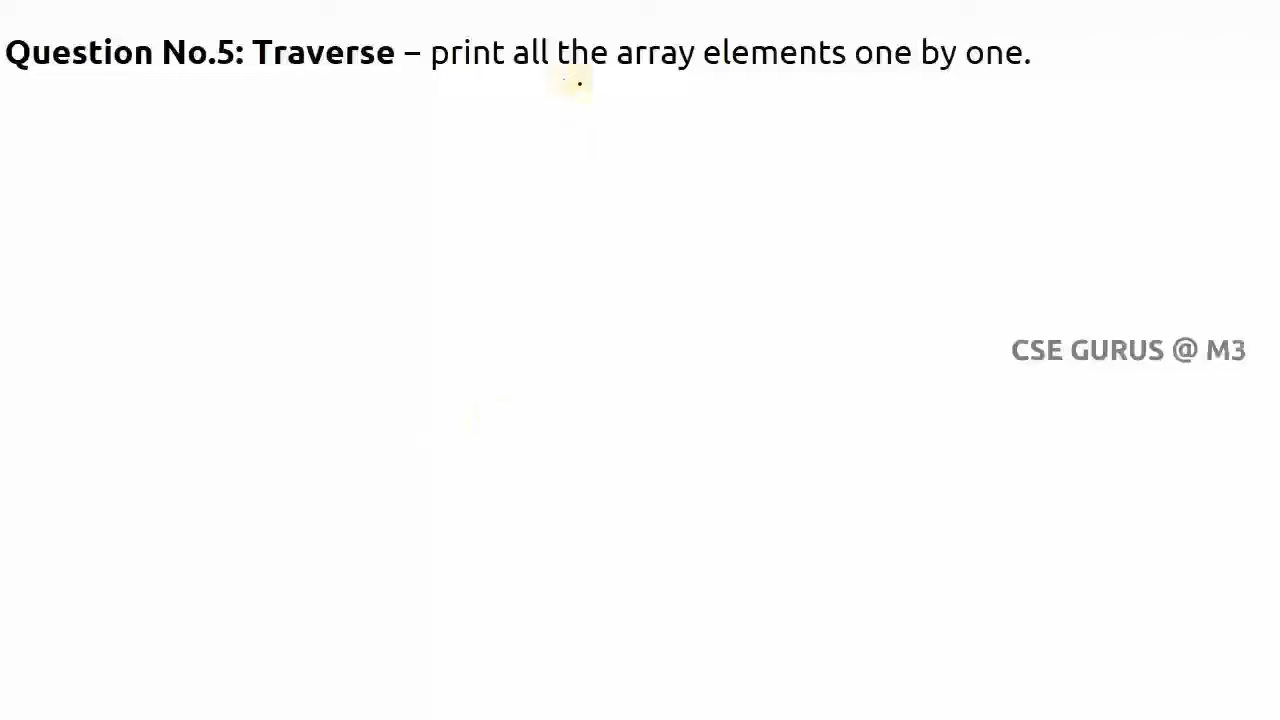 Question No.5: Traverse – print all the array elements one by one.
CSE GURUS @ M3